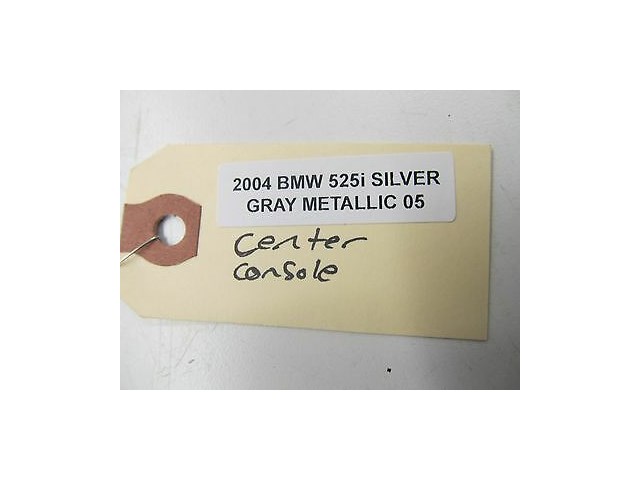 2004 BMW 525i SILVER
GRAY METALLIC 05
center
console